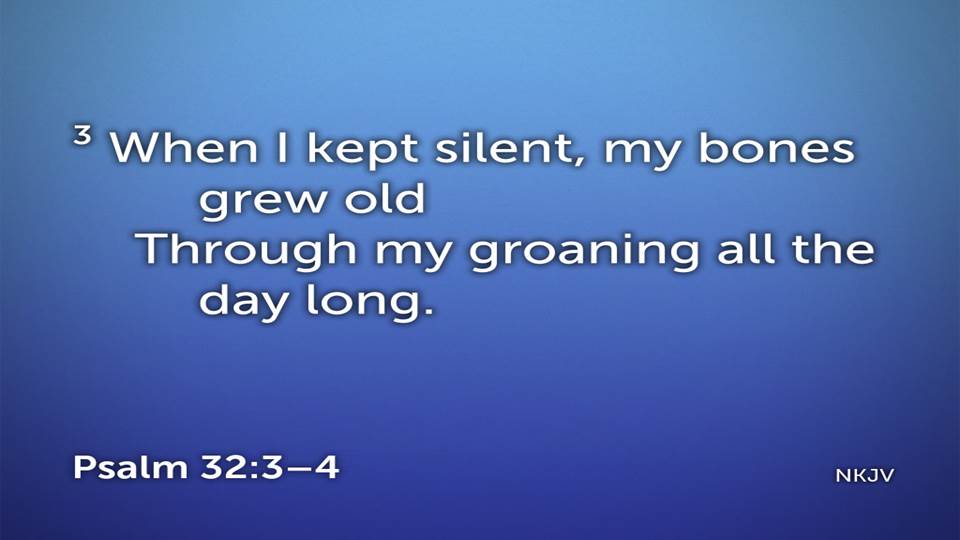 3 When I kept silent, my bones
grew old
Through my groaning all the
day long.
Psalm 32:3–4
NKJV